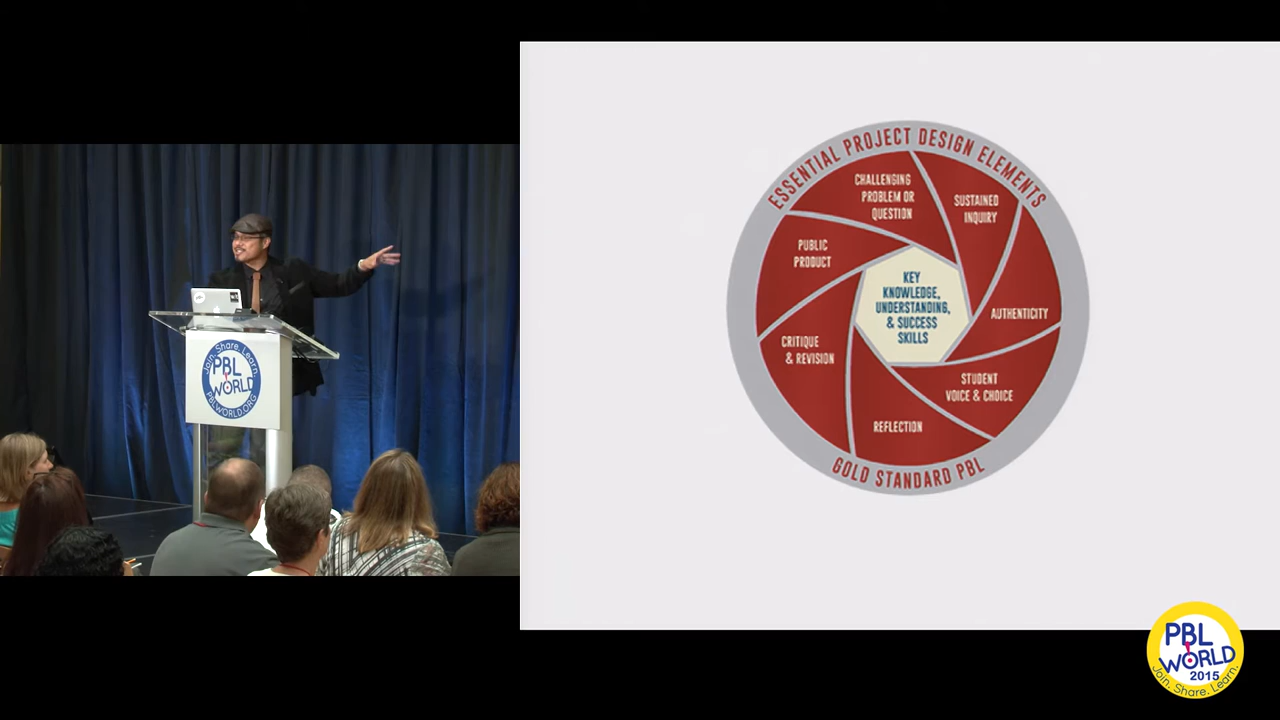 Join. Share. Learn.
PBL
WORLD
PBLWORLD.ORG
ESSENTIAL PROJECT DESIGN ELEMENTS
CHALLENGING
PROBLEM OR
QUESTION
SUSTAINED
INQUIRY
PUBLIC
PRODUCT
KEY
KNOWLEDGE,
UNDERSTANDING,
& SUCCESS
SKILLS
AUTHENTICITY
CRITIQUE
& REVISION
STUDENT
VOICE & CHOICE
REFLECTION
GOLD STANDARD PBL
PBL
WORLD
2015
Join. Share. Learn.